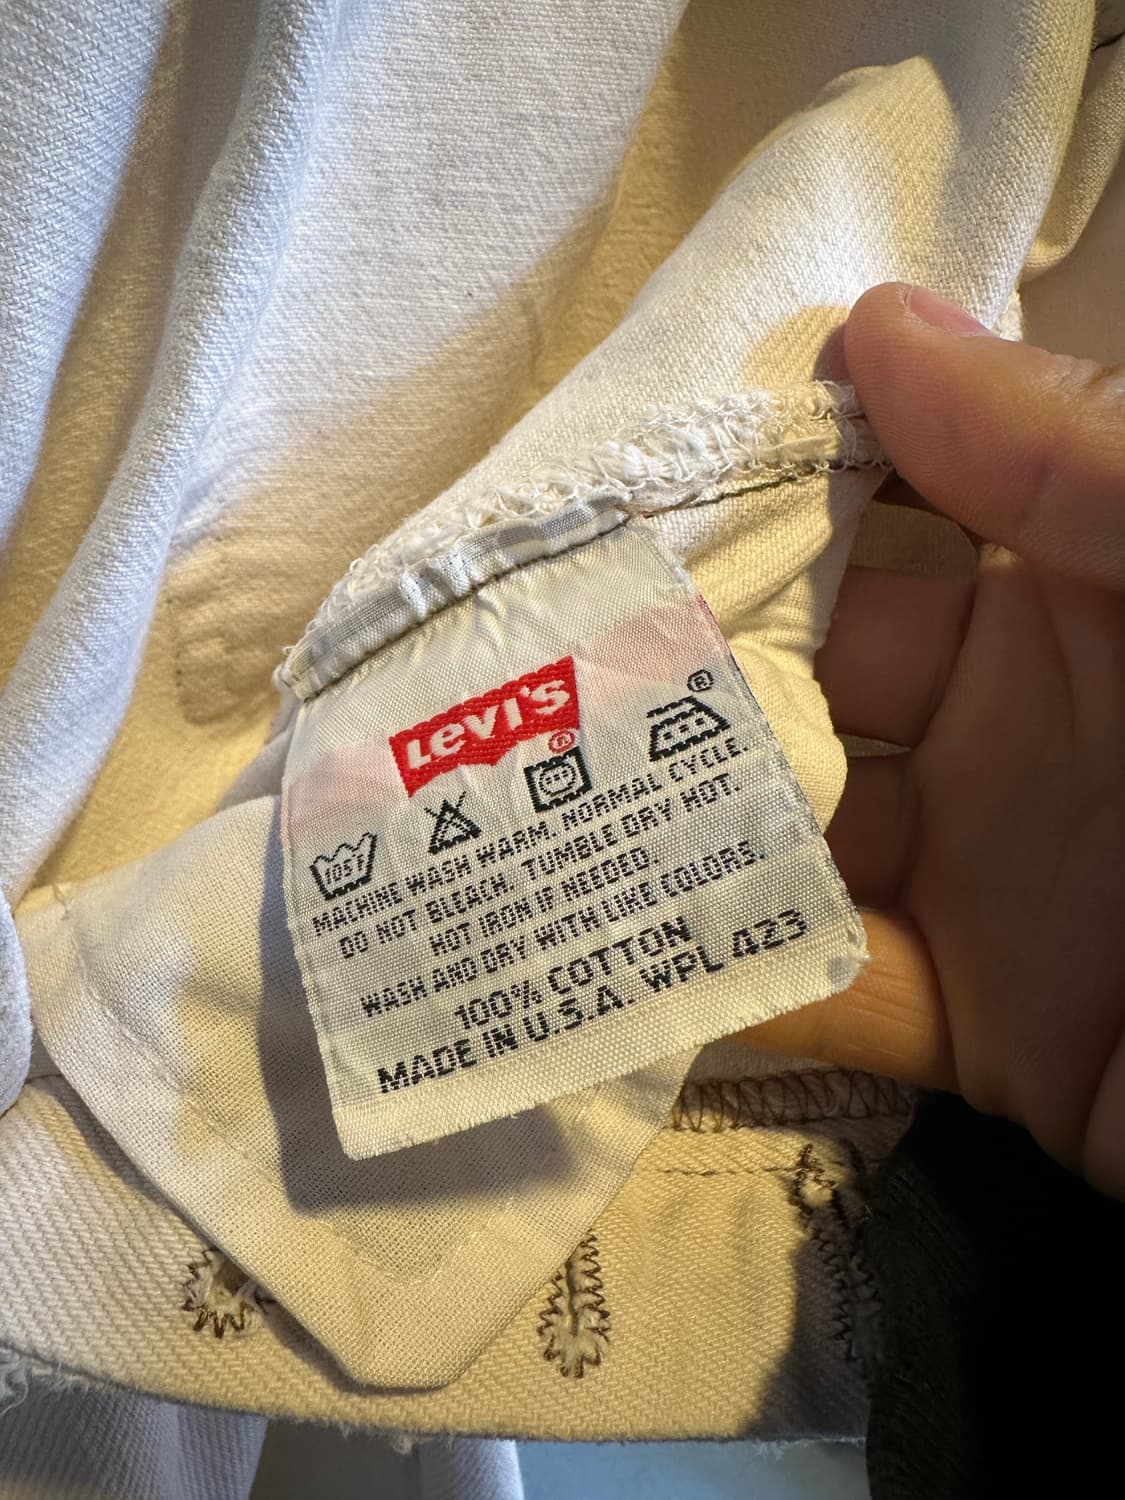 LEVI'S
®
®
105F
MACHINE WASH WARM. NORMAL CYCLE.
DO NOT BLEACH. TUMBLE DRY HOT.
HOT IRON IF NEEDED.
WASH AND DRY WITH LIKE COLORS.
100% COTTON
MADE IN U.S.A. WPL 423